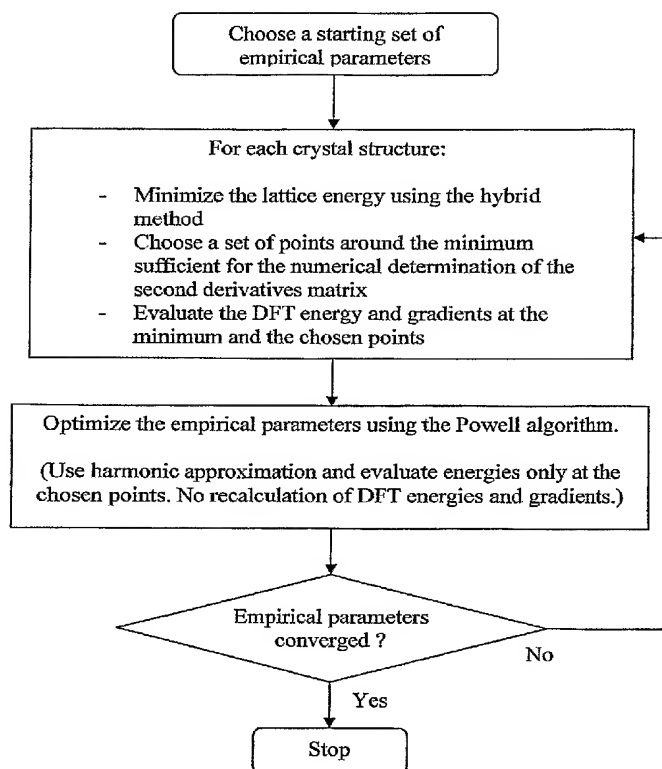 Choose a starting set of
empirical parameters
For each crystal structure:
- Minimize the lattice energy using the hybrid
method
- Choose a set of points around the minimum
sufficient for the numerical determination of the
second derivatives matrix
- Evaluate the DFT energy and gradients at the
minimum and the chosen points
Optimize the empirical parameters using the Powell algorithm.
(Use harmonic approximation and evaluate energies only at the
chosen points. No recalculation of DFT energies and gradients.)
Empirical parameters
converged ?
No
Yes
Stop